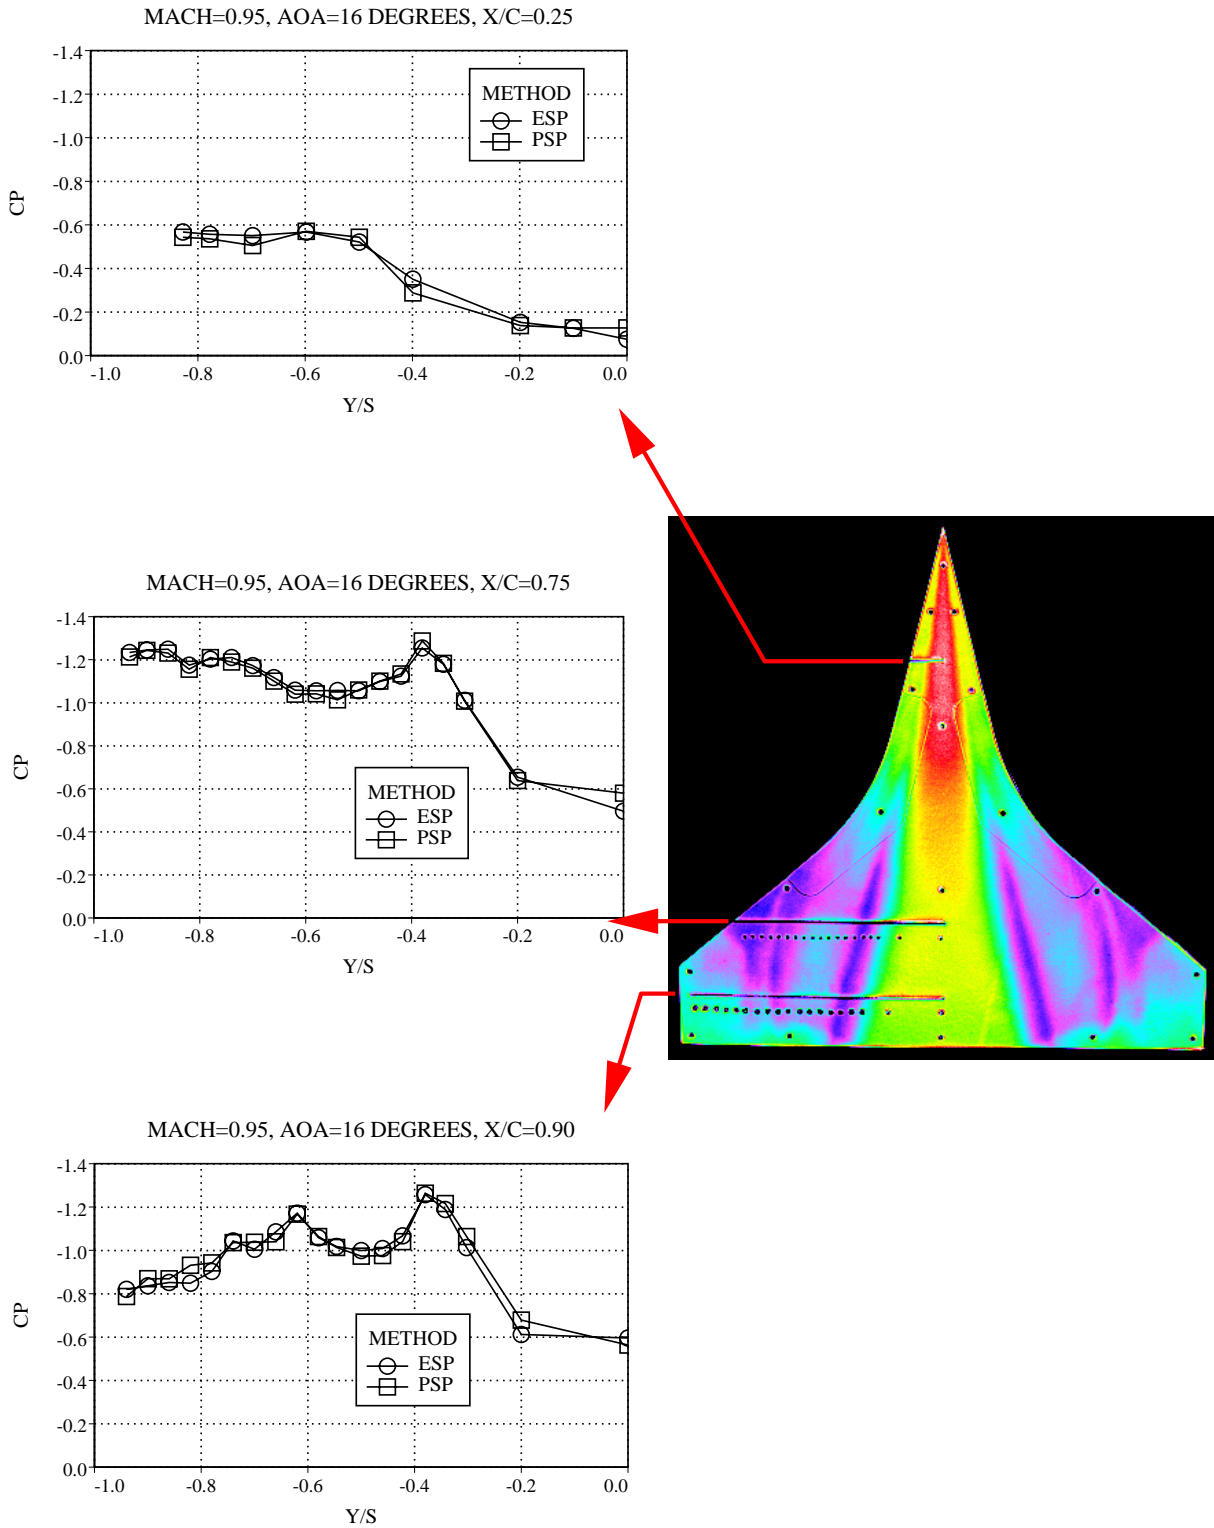 MACH=0.95, AOA=16 DEGREES, X/C=0.25
-1.4
-1.2
-1.0
-0.8
-0.6
-0.4
-0.2
0.0
CP
METHOD
ESP
PSP
-1.0 -0.8 -0.6 -0.4 -0.2 0.0
Y/S
MACH=0.95, AOA=16 DEGREES, X/C=0.75
-1.4
-1.2
-1.0
-0.8
-0.6
-0.4
-0.2
0.0
CP
METHOD
ESP
PSP
-1.0 -0.8 -0.6 -0.4 -0.2 0.0
Y/S
MACH=0.95, AOA=16 DEGREES, X/C=0.90
-1.4
-1.2
-1.0
-0.8
-0.6
-0.4
-0.2
0.0
CP
METHOD
ESP
PSP
-1.0 -0.8 -0.6 -0.4 -0.2 0.0
Y/S